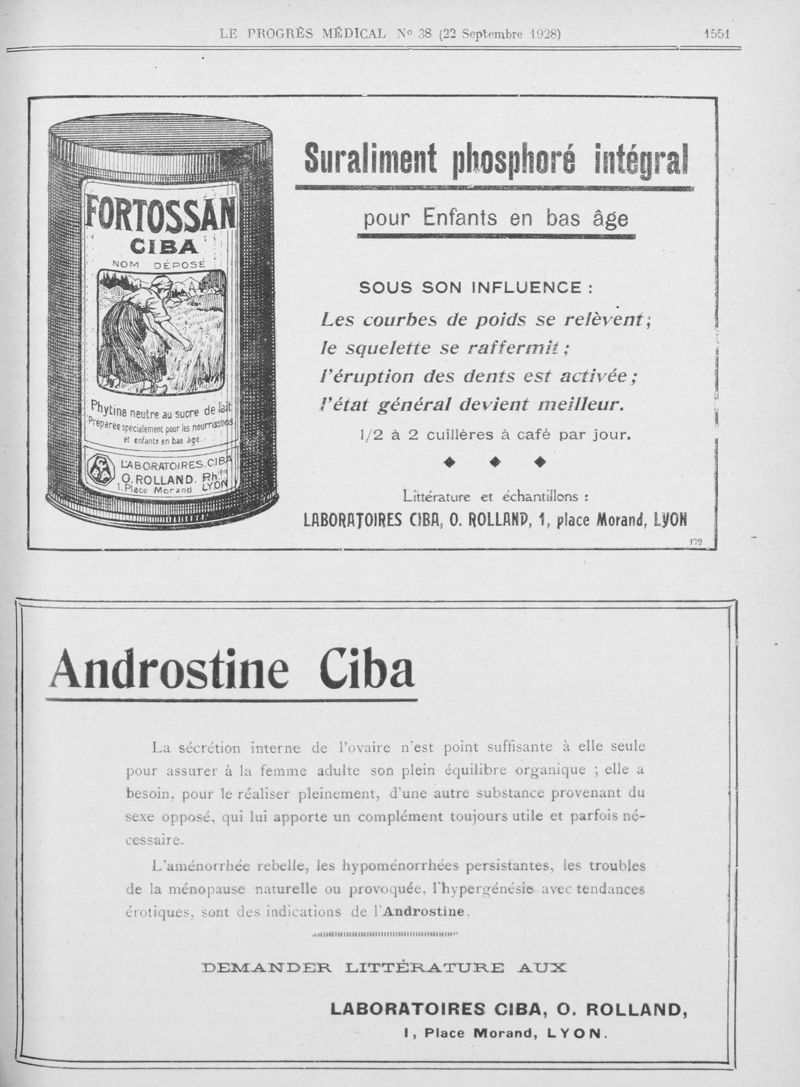 LE PROGRÈS MÉDICAL N° 38 (22 Septembre 1928) 1551
FORTOSSAN
CIBA
NOM DÉPOSÉ
Phytine neutre au sucre de lait
Préparée spécialement pour les nourrissons
et enfants en bas âge
LABORATOIRES CIBA
O. ROLLAND. Phien
1. Place Morand LYON
Suraliment phosphoré intégral
pour Enfants en bas âge
SOUS SON INFLUENCE :
Les courbes de poids se relèvent ;
le squelette se raffermit ;
l'éruption des dents est activée ;
l'état général devient meilleur.
1/2 à 2 cuillères à café par jour.
Littérature et échantillons :
LABORATOIRES CIBA, O. ROLLAND, 1, place Morand, LYON
172
Androstine Ciba
La sécrétion interne de l'ovaire n'est point suffisante à elle seule
pour assurer à la femme adulte son plein équilibre organique ; elle a
besoin, pour le réaliser pleinement, d'une autre substance provenant du
sexe opposé, qui lui apporte un complément toujours utile et parfois né-
cessaire.
L'aménorrhée rebelle, les hypoménorrhées persistantes, les troubles
de la ménopause naturelle ou provoquée, l'hypergénésie avec tendances
érotiques, sont des indications de l'Androstine.
DEMANDER LITTÉRATURE AUX
LABORATOIRES CIBA, O. ROLLAND,
1, Place Morand, LYON.